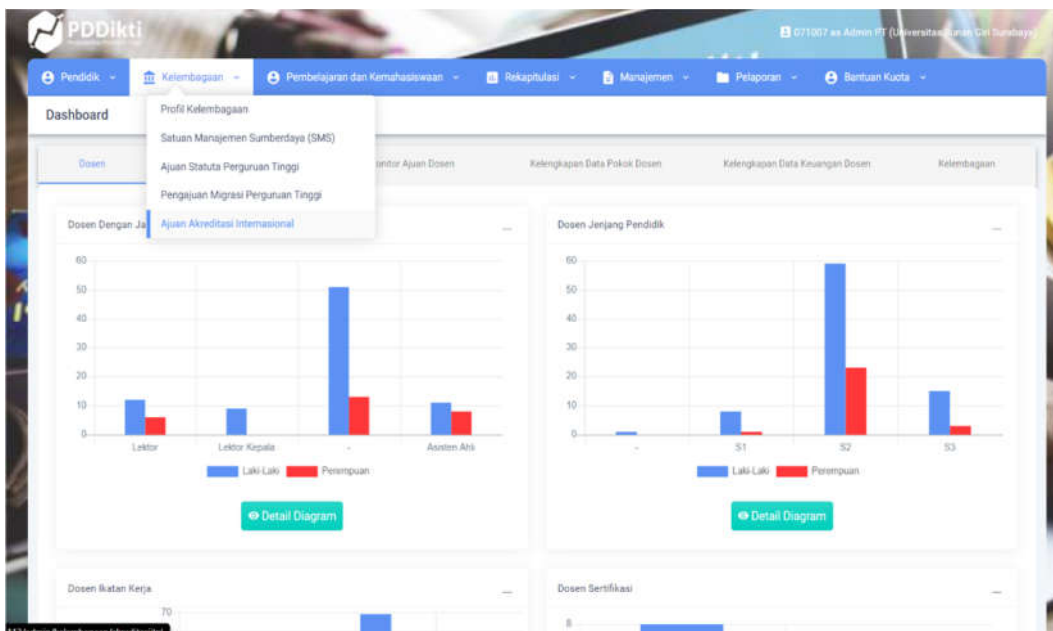 PDDikti
071007 as Admin PT (Universitas Sunan Giri Surabaya)
Pendidik
Kelembagaan
Pembelajaran dan Kemahasiswaan
Rekapitulasi
Manajemen
Pelaporan
Bantuan Kuota
Dashboard
Profil Kelembagaan
Satuan Manajemen Sumberdaya (SMS)
Ajuan Statuta Perguruan Tinggi
Pengajuan Migrasi Perguruan Tinggi
Ajuan Akreditasi Internasional
Dosen
Ajuan Dosen
Kelengkapan Data Pokok Dosen
Kelengkapan Data Keuangan Dosen
Kelembagaan
Dosen Dengan Ja
60
50
40
30
20
10
0
Lektor
Lektor Kepala
-
Asisten Ahli
Laki-Laki
Perempuan
Detail Diagram
Dosen Jenjang Pendidik
60
50
40
30
20
10
0
-
S1
S2
S3
Laki-Laki
Perempuan
Detail Diagram
Dosen Ikatan Kerja
70
Dosen Sertifikasi
8